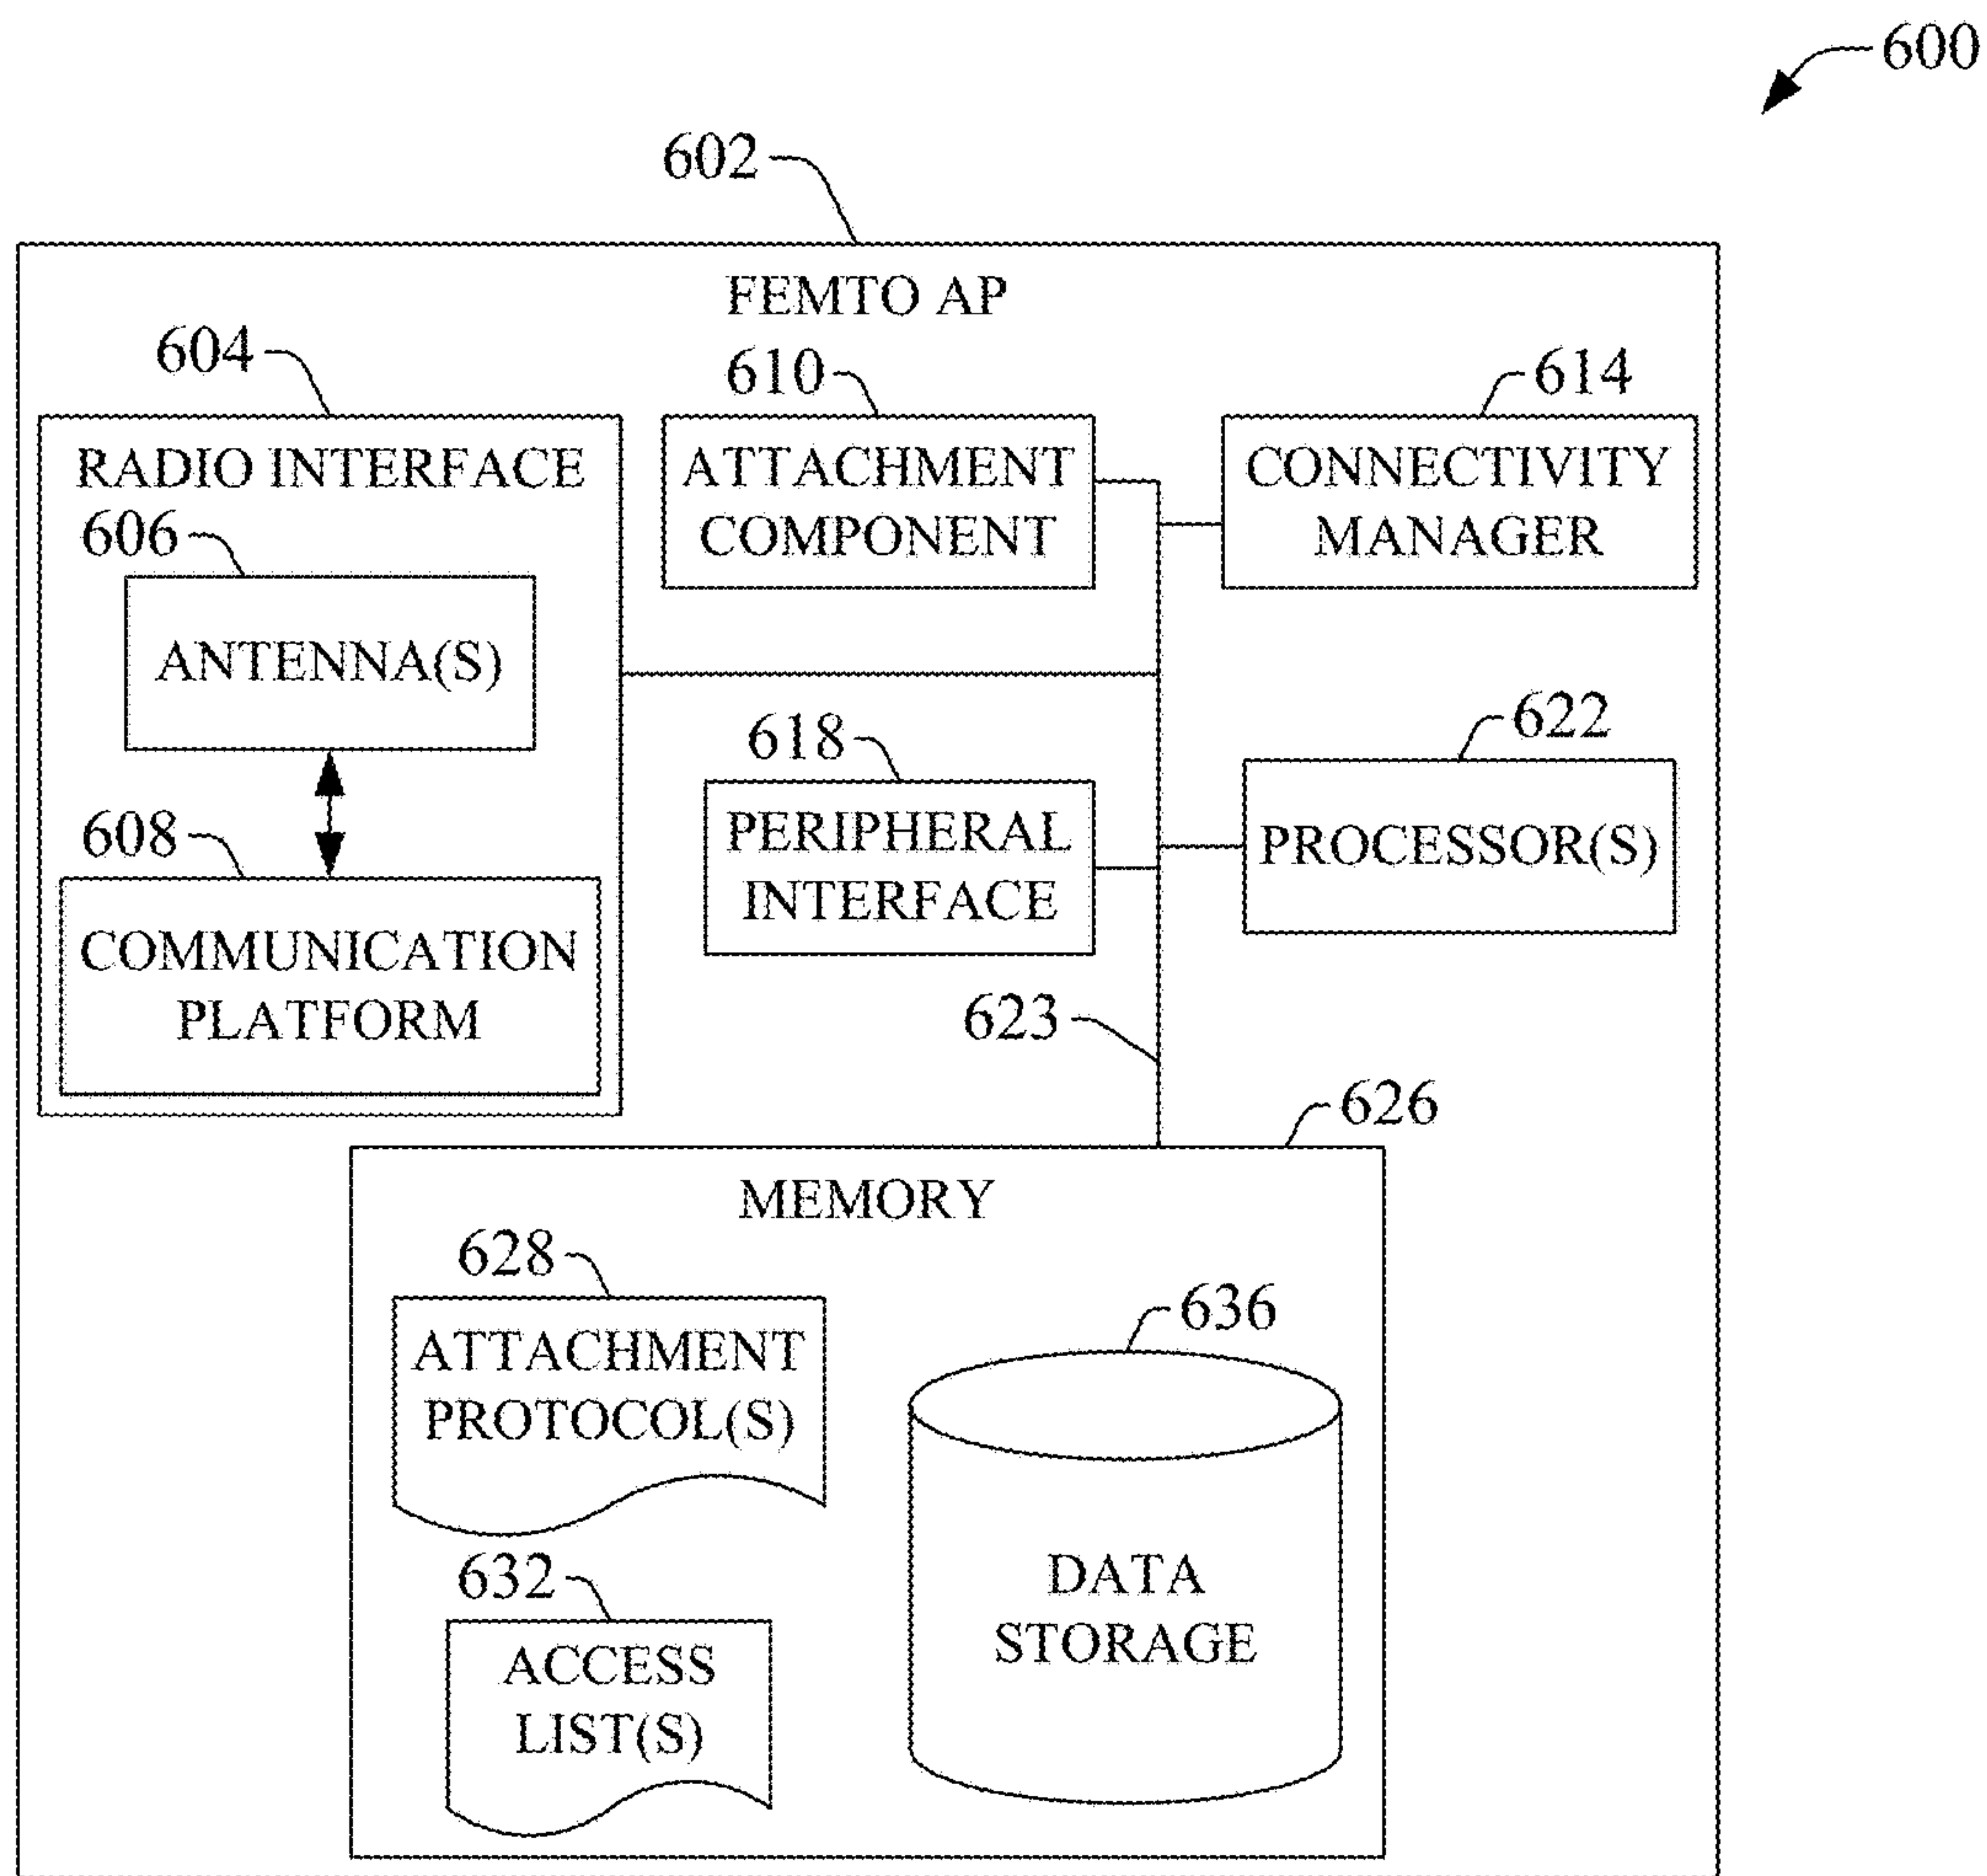 600
602
FEMTO AP
604
610
614
RADIO INTERFACE
ATTACHMENT
COMPONENT
CONNECTIVITY
MANAGER
606
ANTENNA(S)
618
622
608
PERIPHERAL
INTERFACE
PROCESSOR(S)
COMMUNICATION
PLATFORM
623
626
MEMORY
628
636
ATTACHMENT
PROTOCOL(S)
632
DATA
STORAGE
ACCESS
LIST(S)